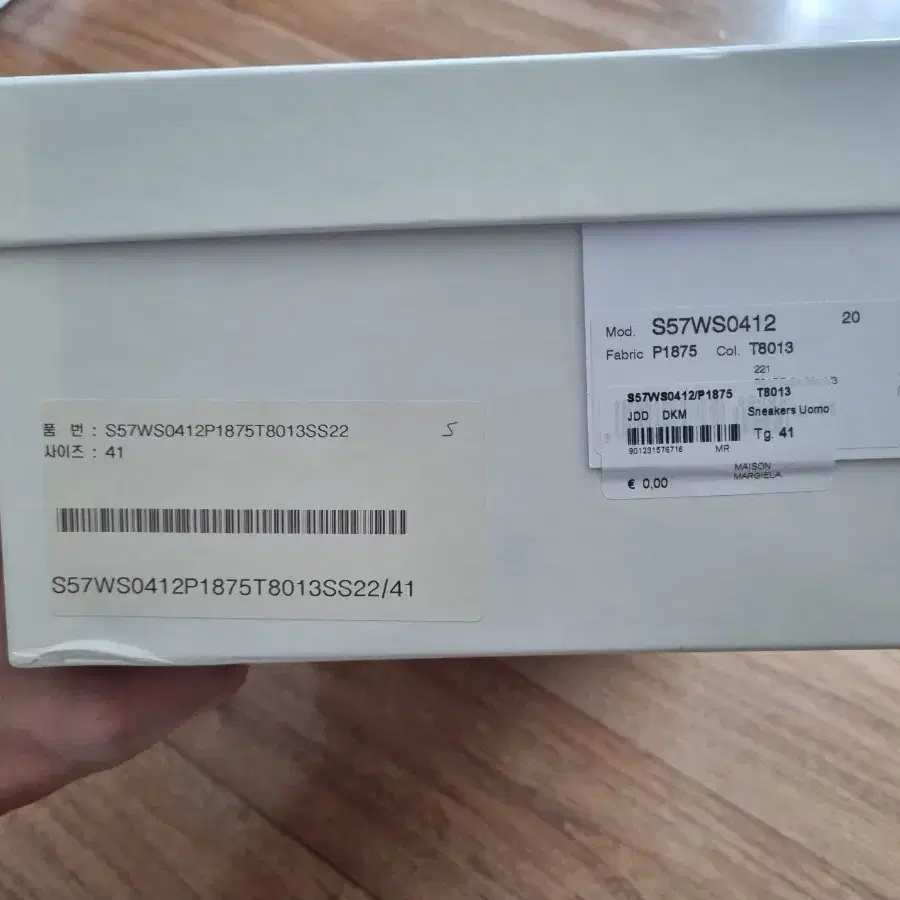 품 번 : S57WS0412P1875T8013SS22
5
사이즈 : 41
S57WS0412P1875T8013SS22/41
Mod. S57WS0412 20
Fabric P1875 Col. T8013
221
S57WS0412/P1875 T8013
JDD DKM Sneakers Uomo
Tg. 41
901231576716 MR
MAISON
MARGIELA
€ 0,00